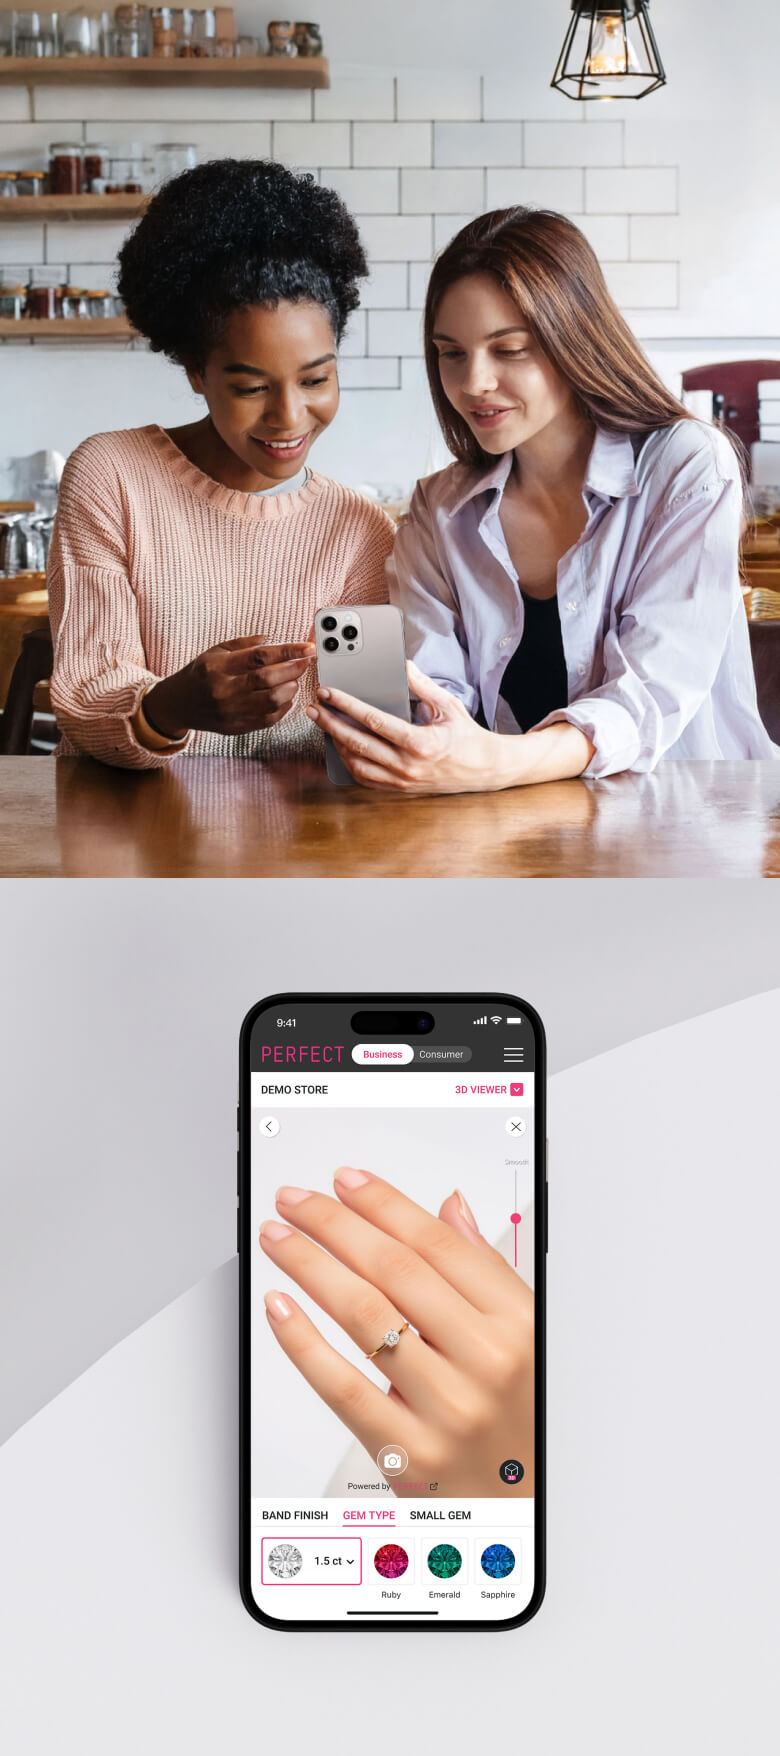 9:41
PERFECT Business Consumer
DEMO STORE 3D VIEWER
Smooth
Powered by PERFECT
BAND FINISH GEM TYPE SMALL GEM
1.5 ct
Ruby Emerald Sapphire